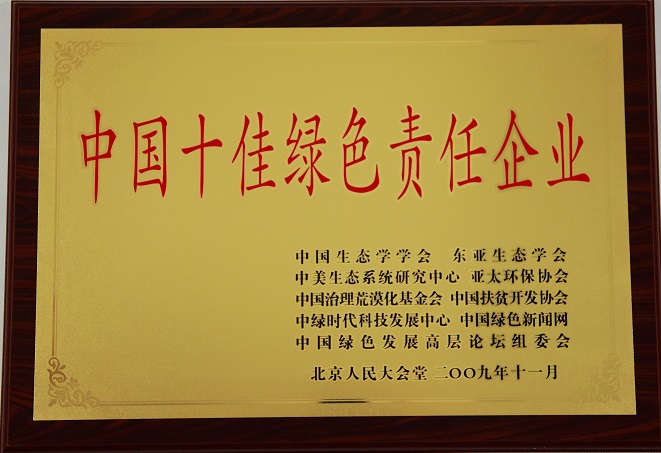 中国十佳绿色责任企业
中国生态学学会 东亚生态学会
中美生态系统研究中心 亚太环保协会
中国治理荒漠化基金会 中国扶贫开发协会
中绿时代科技发展中心 中国绿色新闻网
中国绿色发展高层论坛组委会
北京人民大会堂 二〇〇九年十一月